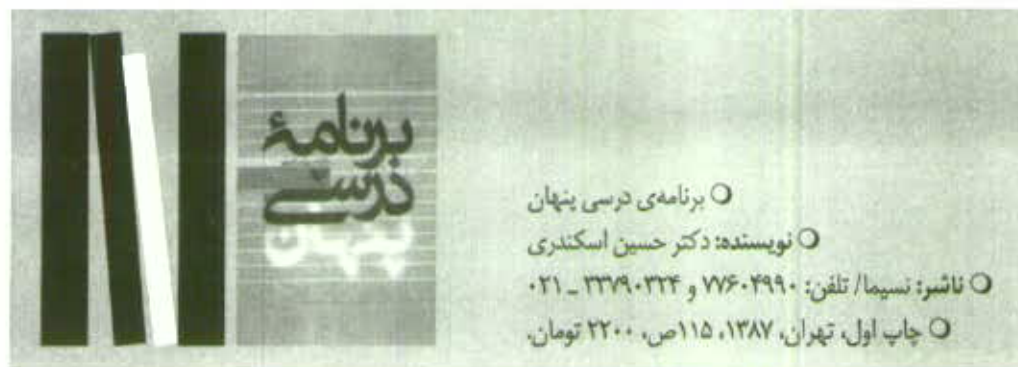 برنامهٔ
درسی
پنهان
○ برنامه‌ی درسی پنهان
○ نویسنده: دکتر حسین اسکندری
○ ناشر: نسیما/ تلفن: ۷۷۶۰۴۹۹۰ و ۳۳۷۹۰۳۲۴ ـ ۰۲۱
○ چاپ اول، تهران، ۱۳۸۷، ۱۱۵ص، ۲۲۰۰ تومان.